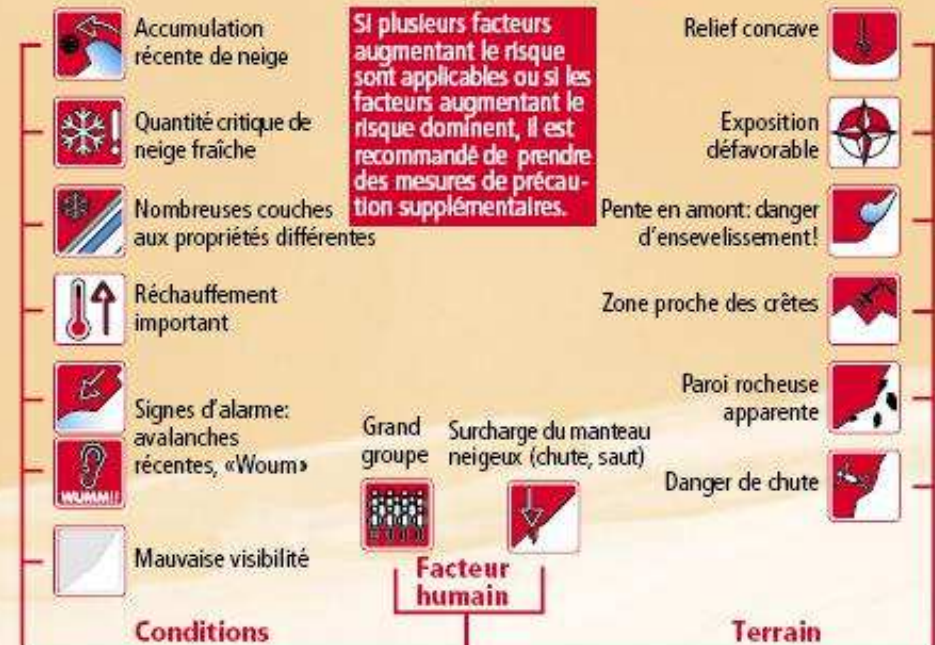 Accumulation
récente de neige
Quantité critique de
neige fraîche
Nombreuses couches
aux propriétés différentes
Réchauffement
important
Signes d'alarme:
avalanches
récentes, «Woum»
WUMM!!
Mauvaise visibilité
Conditions
Si plusieurs facteurs
augmentant le risque
sont applicables ou si les
facteurs augmentant le
risque dominent, il est
recommandé de prendre
des mesures de précau-
tion supplémentaires.
Grand
groupe
Surcharge du manteau
neigeux (chute, saut)
Facteur
humain
Relief concave
Exposition
défavorable
Pente en amont: danger
d'ensevelissement!
Zone proche des crêtes
Paroi rocheuse
apparente
Danger de chute
Terrain